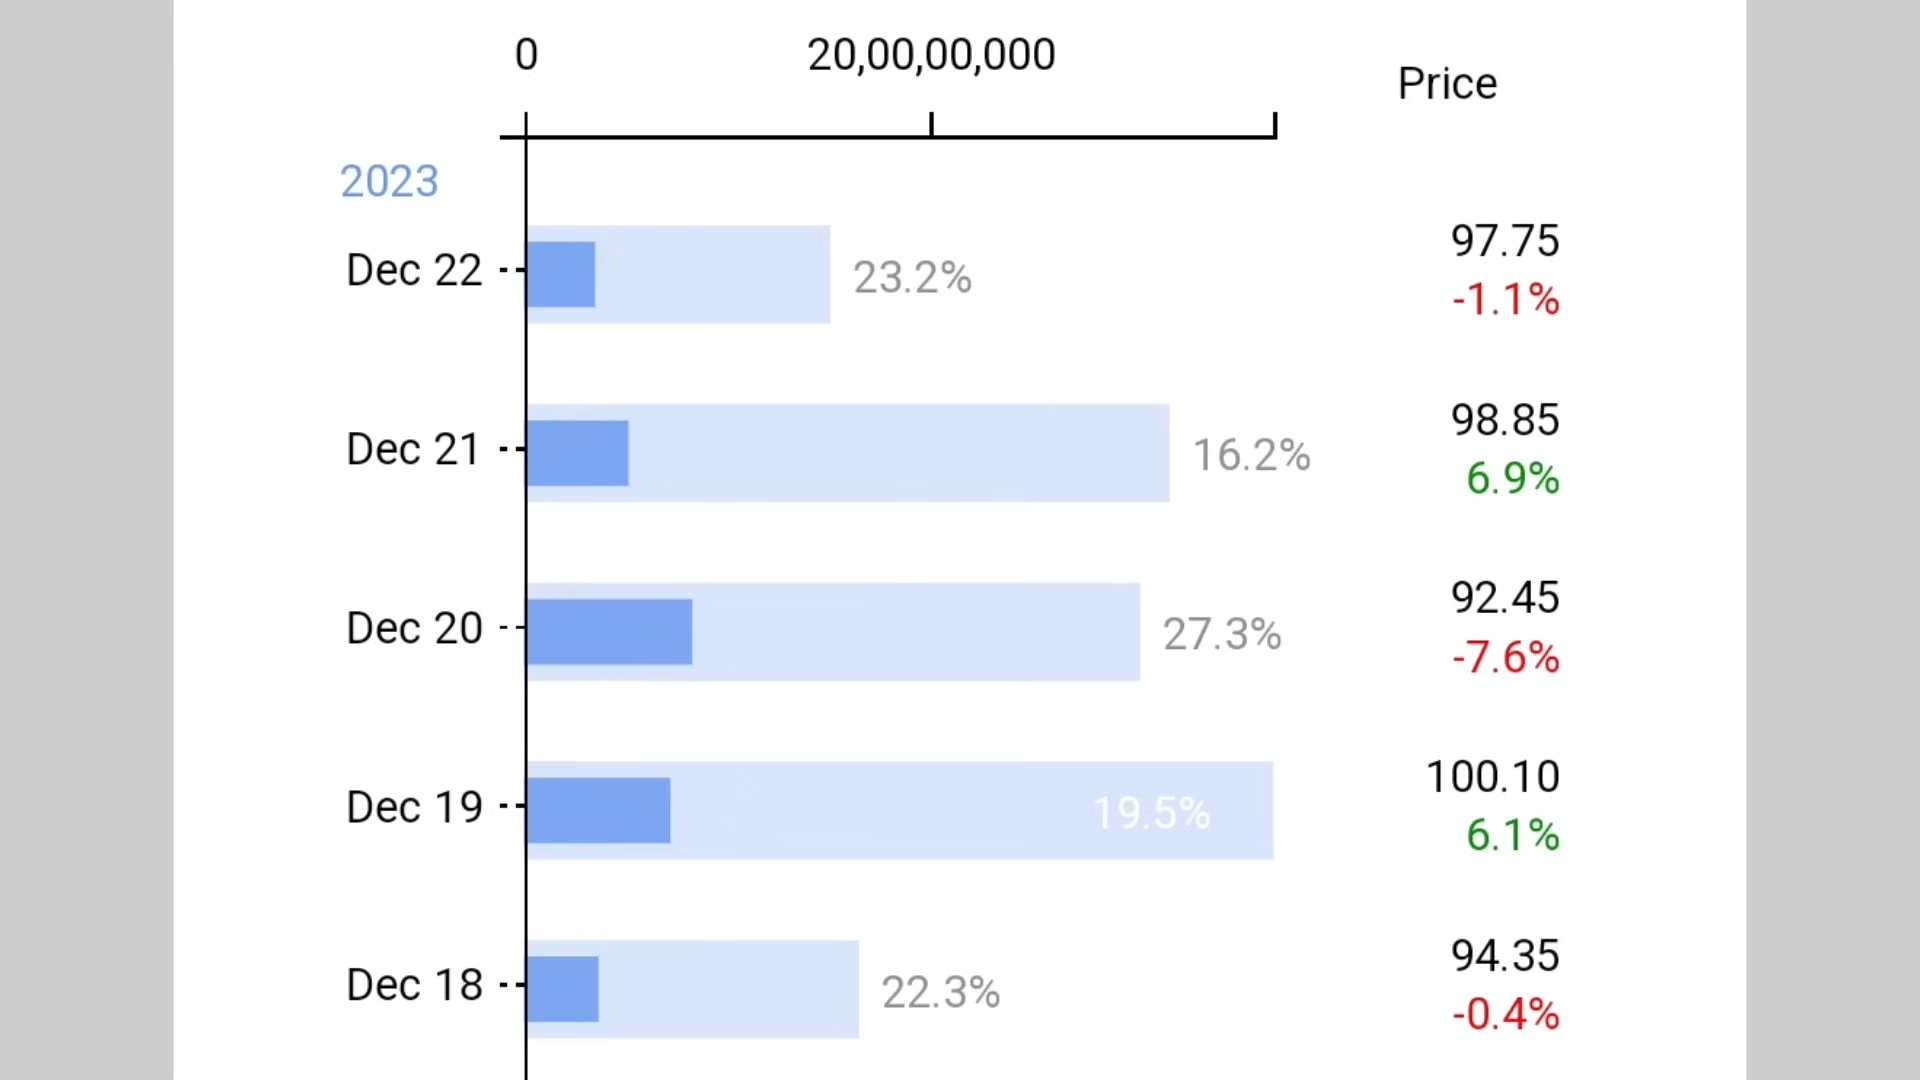 0 20,00,00,000
Price
2023
Dec 22 23.2% 97.75
-1.1%
Dec 21 16.2% 98.85
6.9%
Dec 20 27.3% 92.45
-7.6%
Dec 19 19.5% 100.10
6.1%
Dec 18 22.3% 94.35
-0.4%